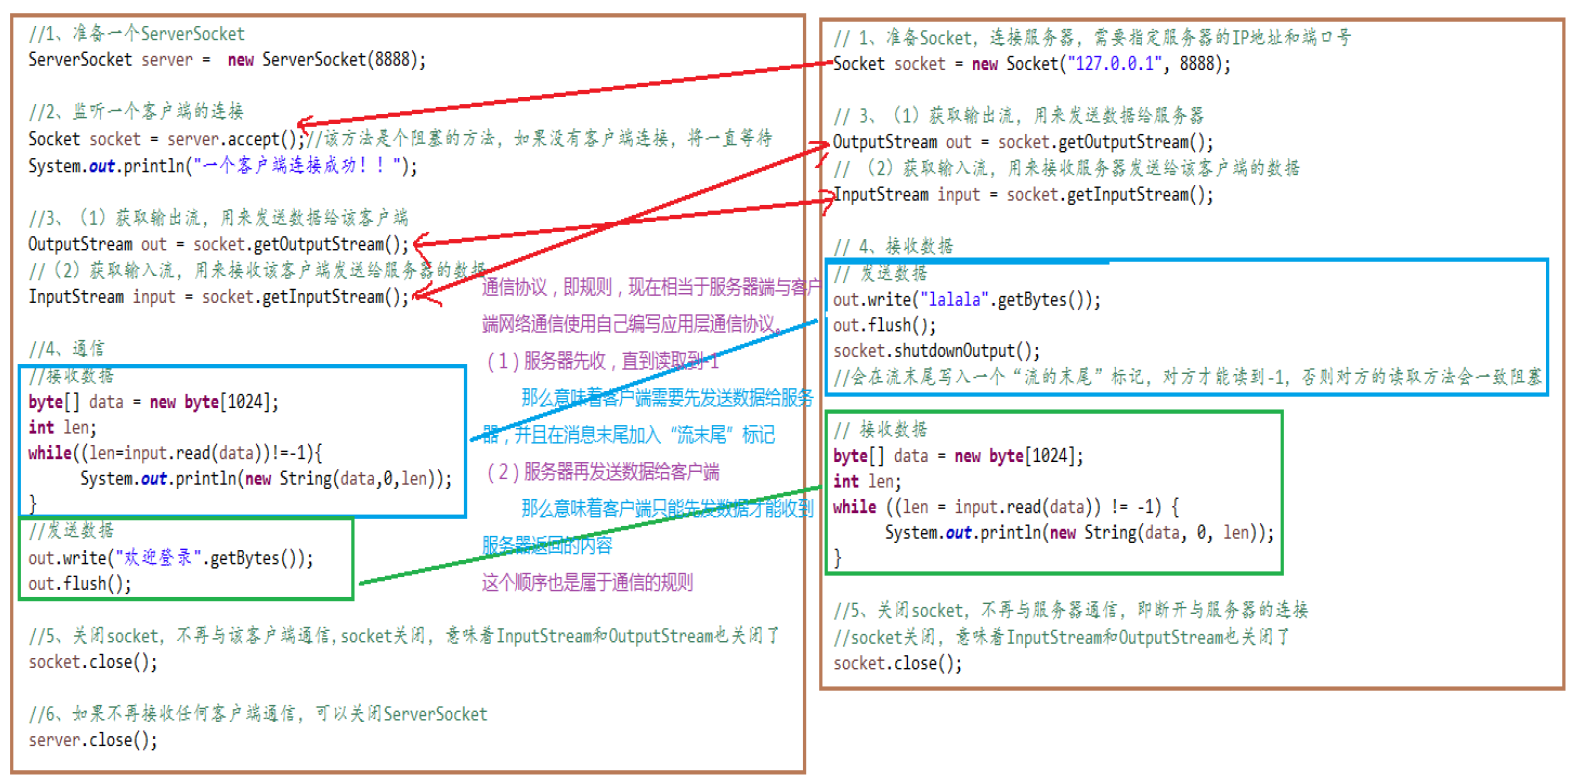 //1、准备一个ServerSocket
ServerSocket server =  new ServerSocket(8888);
//2、监听一个客户端的连接
Socket socket = server.accept();//该方法是个阻塞的方法，如果没有客户端连接，将一直等待
System.out.println("一个客户端连接成功！！");
//3、（1）获取输出流，用来发送数据给该客户端
OutputStream out = socket.getOutputStream();
//（2）获取输入流，用来接收该客户端发送给服务器的数据
InputStream input = socket.getInputStream();
//4、通信
//接收数据
byte[] data = new byte[1024];
int len;
while((len=input.read(data))!=-1){
System.out.println(new String(data,0,len));
}
//发送数据
out.write("欢迎登录".getBytes());
out.flush();
//5、关闭socket，不再与该客户端通信,socket关闭，意味着InputStream和OutputStream也关闭了
socket.close();
//6、如果不再接收任何客户端通信，可以关闭ServerSocket
server.close();
通信协议，即规则，现在相当于服务器端与客户
端网络通信使用自己编写应用层通信协议。
（1）服务器先收，直到读取到-1
那么意味着客户端需要先发送数据给服务
器，并且在消息末尾加入“流末尾”标记
（2）服务器再发送数据给客户端
那么意味着客户端只能先发数据才能收到
服务器返回的内容
这个顺序也是属于通信的规则
// 1、准备Socket，连接服务器，需要指定服务器的IP地址和端口号
Socket socket = new Socket("127.0.0.1", 8888);
// 3、（1）获取输出流，用来发送数据给服务器
OutputStream out = socket.getOutputStream();
// （2）获取输入流，用来接收服务器发送给该客户端的数据
InputStream input = socket.getInputStream();
// 4、接收数据
// 发送数据
out.write("lalala".getBytes());
out.flush();
socket.shutdownOutput();
//会在流末尾写入一个“流的末尾”标记，对方才能读到-1，否则对方的读取方法会一致阻塞
// 接收数据
byte[] data = new byte[1024];
int len;
while ((len = input.read(data)) != -1) {
System.out.println(new String(data, 0, len));
}
//5、关闭socket，不再与服务器通信，即断开与服务器的连接
//socket关闭，意味着InputStream和OutputStream也关闭了
socket.close();